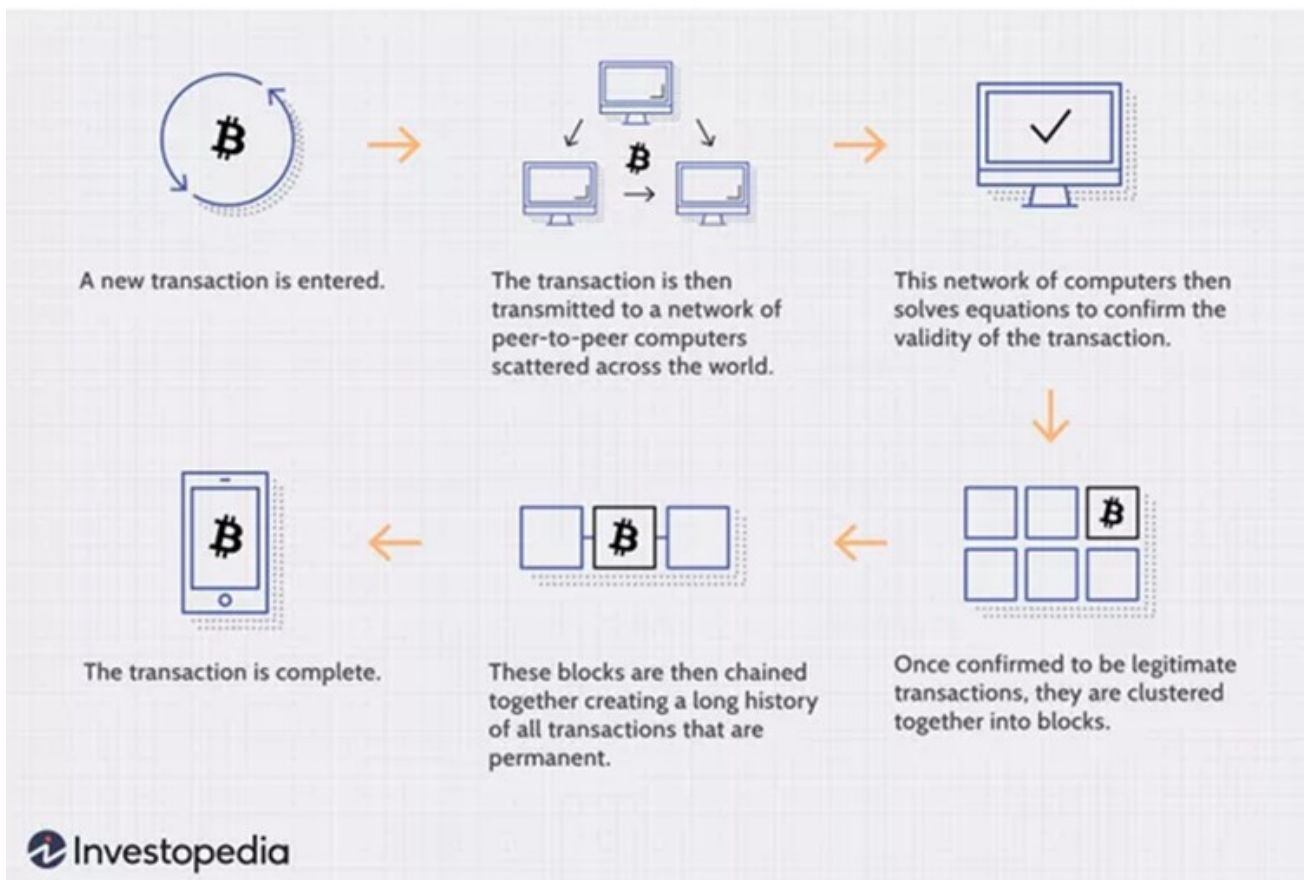 A new transaction is entered.
The transaction is then
transmitted to a network of
peer-to-peer computers
scattered across the world.
This network of computers then
solves equations to confirm the
validity of the transaction.
Once confirmed to be legitimate
transactions, they are clustered
together into blocks.
These blocks are then chained
together creating a long history
of all transactions that are
permanent.
The transaction is complete.
Investopedia